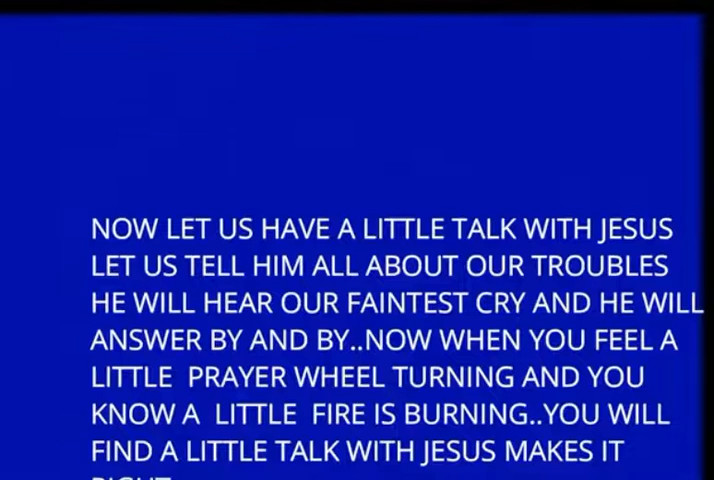 NOW LET US HAVE A LITTLE TALK WITH JESUS
LET US TELL HIM ALL ABOUT OUR TROUBLES
HE WILL HEAR OUR FAINTEST CRY AND HE WILL
ANSWER BY AND BY..NOW WHEN YOU FEEL A
LITTLE  PRAYER WHEEL TURNING AND YOU
KNOW A  LITTLE  FIRE IS BURNING..YOU WILL
FIND A LITTLE TALK WITH JESUS MAKES IT
RIGHT